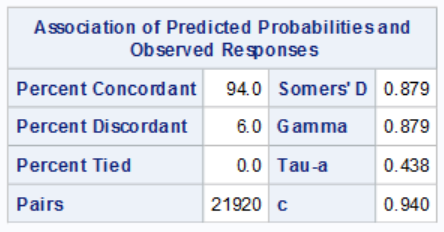 Association of Predicted Probabilities and
Observed Responses
Percent Concordant 94.0 Somers' D 0.879
Percent Discordant 6.0 Gamma 0.879
Percent Tied 0.0 Tau-a 0.438
Pairs 21920 c 0.940